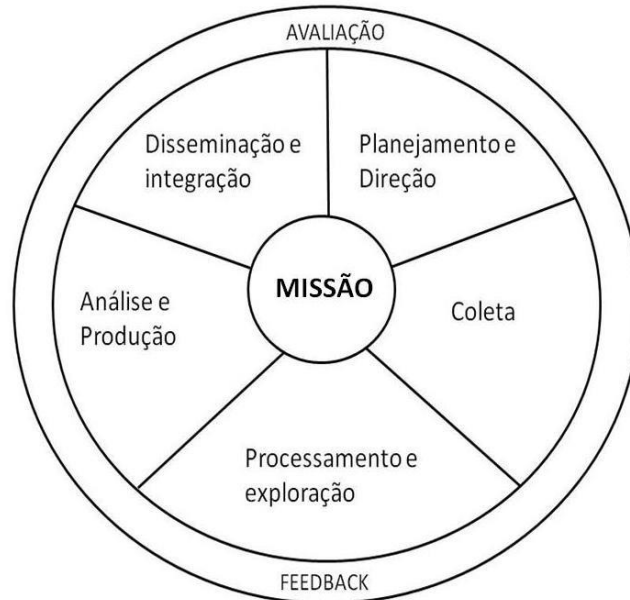 AVALIAÇÃO
Disseminação e
integração
Planejamento e
Direção
MISSÃO
Análise e
Produção
Coleta
Processamento e
exploração
FEEDBACK